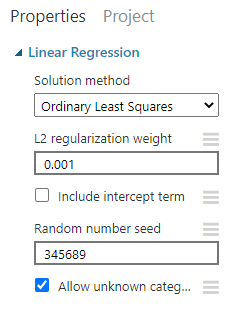 Properties Project
Linear Regression
Solution method
Ordinary Least Squares
L2 regularization weight
0.001
Include intercept term
Random number seed
345689
Allow unknown categ...